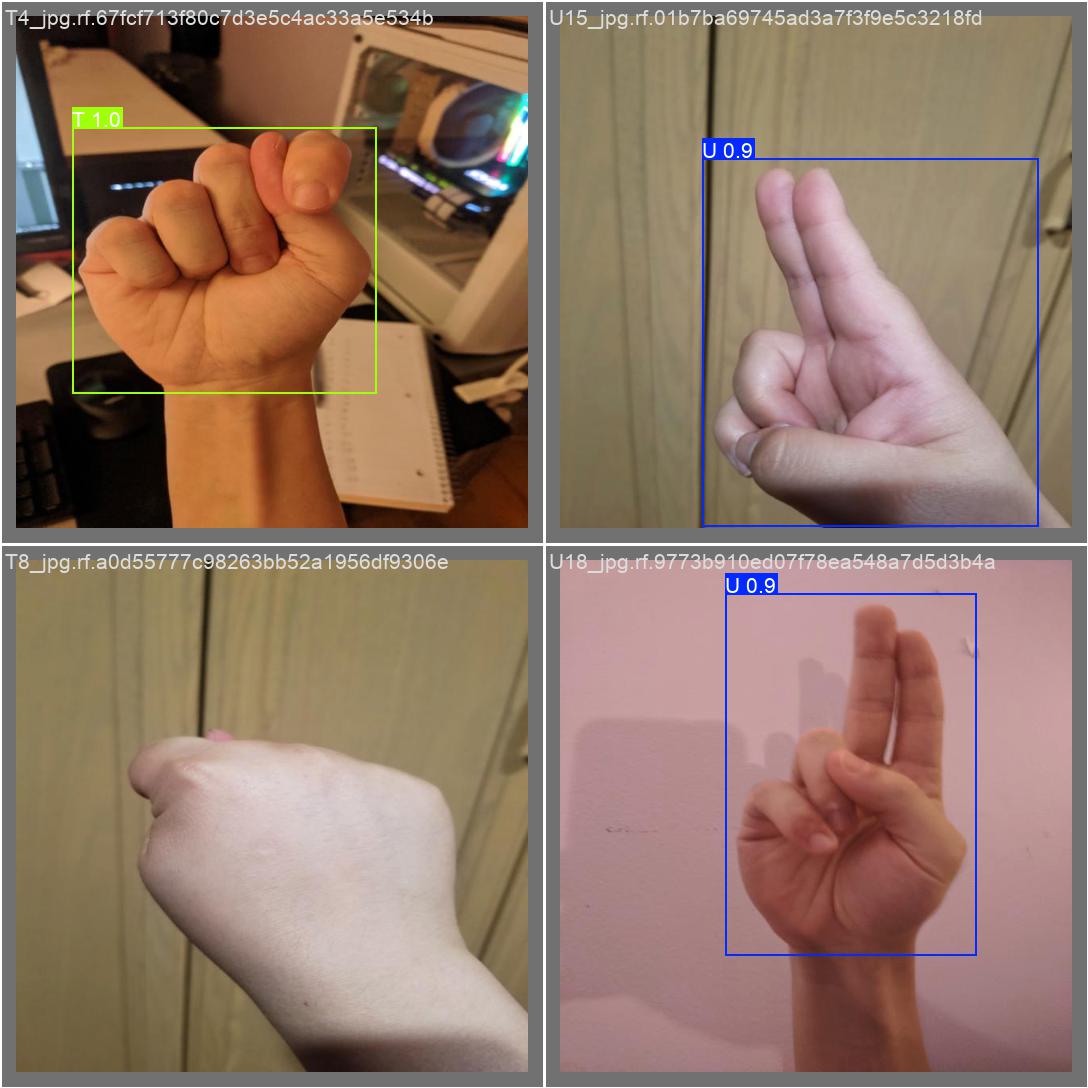 T4_jpg.rf.67fcf713f80c7d3e5c4ac33a5e534b
T 1.0
U15_jpg.rf.01b7ba69745ad3a7f3f9e5c3218fd
U 0.9
T8_jpg.rf.a0d55777c98263bb52a1956df9306e
U18_jpg.rf.9773b910ed07f78ea548a7d5d3b4a
U 0.9